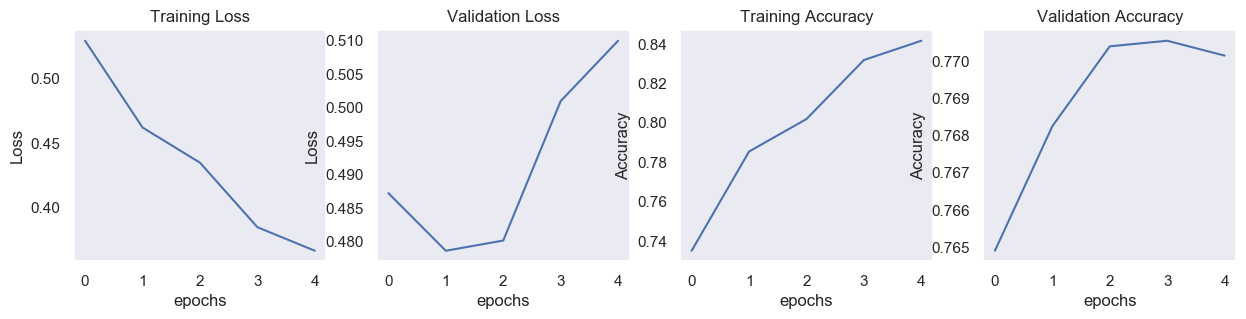 Training Loss
0.50
0.45
0.40
Loss
0 1 2 3 4
epochs
Validation Loss
0.510
0.505
0.500
0.495
0.490
0.485
0.480
Loss
0 1 2 3 4
epochs
Training Accuracy
0.84
0.82
0.80
0.78
0.76
0.74
Accuracy
0 1 2 3 4
epochs
Validation Accuracy
0.770
0.769
0.768
0.767
0.766
0.765
Accuracy
0 1 2 3 4
epochs